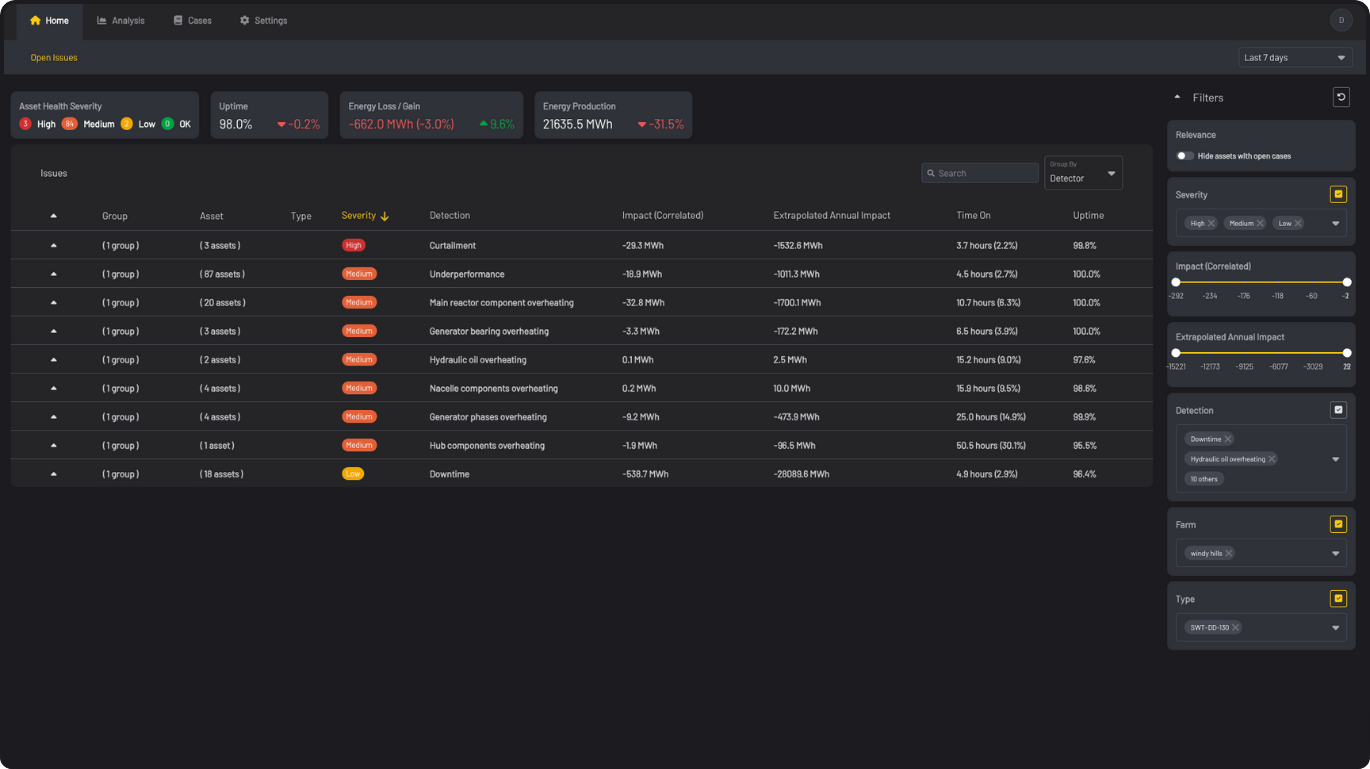 Home Analysis Cases Settings D
Open Issues Last 7 days
Asset Health Severity
3 High 84 Medium 2 Low 0 OK
Uptime
98.0% -0.2%
Energy Loss / Gain
-662.0 MWh (-3.0%) 9.6%
Energy Production
21635.5 MWh -31.5%
Issues
Search
Group By
Detector
Group Asset Type Severity Detection Impact (Correlated) Extrapolated Annual Impact Time On Uptime
(1 group) (3 assets) High Curtailment -29.3 MWh -1532.6 MWh 3.7 hours (2.2%) 99.8%
(1 group) (87 assets) Medium Underperformance -18.9 MWh -1011.3 MWh 4.5 hours (2.7%) 100.0%
(1 group) (20 assets) Medium Main reactor component overheating -32.8 MWh -1700.1 MWh 10.7 hours (6.3%) 100.0%
(1 group) (3 assets) Medium Generator bearing overheating -3.3 MWh -172.2 MWh 6.5 hours (3.9%) 100.0%
(1 group) (2 assets) Medium Hydraulic oil overheating 0.1 MWh 2.5 MWh 15.2 hours (9.0%) 97.6%
(1 group) (4 assets) Medium Nacelle components overheating 0.2 MWh 10.0 MWh 15.9 hours (9.5%) 98.6%
(1 group) (4 assets) Medium Generator phases overheating -9.2 MWh -473.9 MWh 25.0 hours (14.9%) 99.9%
(1 group) (1 asset) Medium Hub components overheating -1.9 MWh -96.5 MWh 50.5 hours (30.1%) 95.5%
(1 group) (18 assets) Low Downtime -538.7 MWh -28089.6 MWh 4.9 hours (2.9%) 96.4%
Filters
Relevance
Hide assets with open cases
Severity
High Medium Low
Impact (Correlated)
-292 -234 -176 -118 -60
Extrapolated Annual Impact
-15221 -12173 -9125 -6077 -3029
Detection
Downtime
Hydraulic oil overheating
10 others
Farm
windy hills
Type
SWT-DD-130